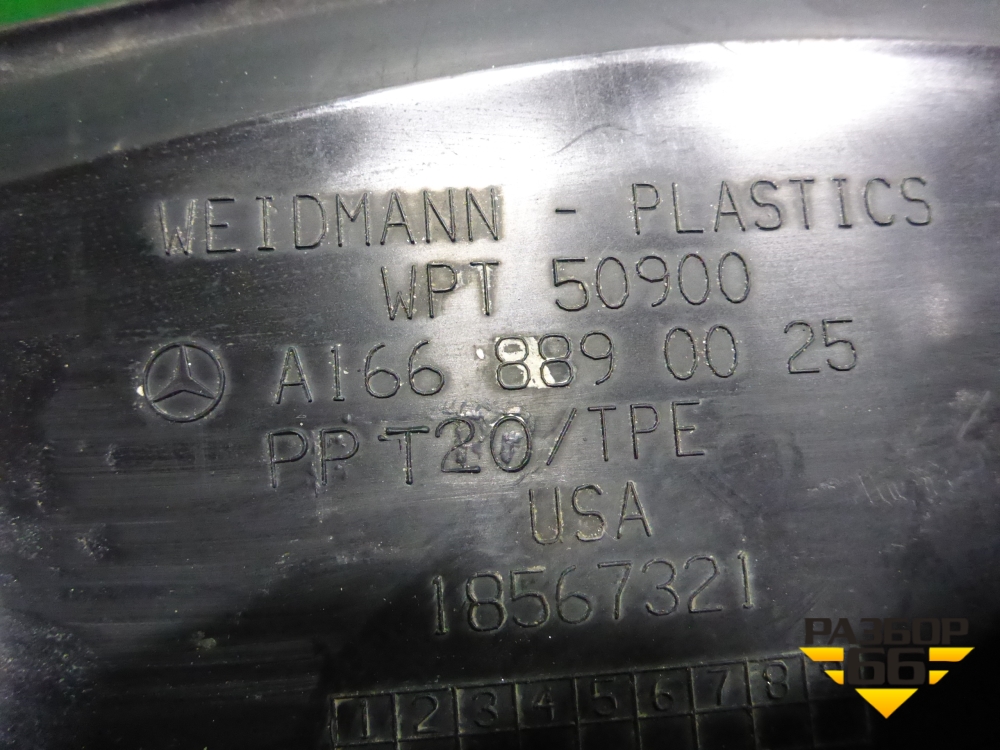 WEIDMANN - PLASTICS
WPT 50900
A166 889 00 25
PP T20/TPE
USA
18567321
1 2 3 4 5 6 7 8
РАЗБОР
66